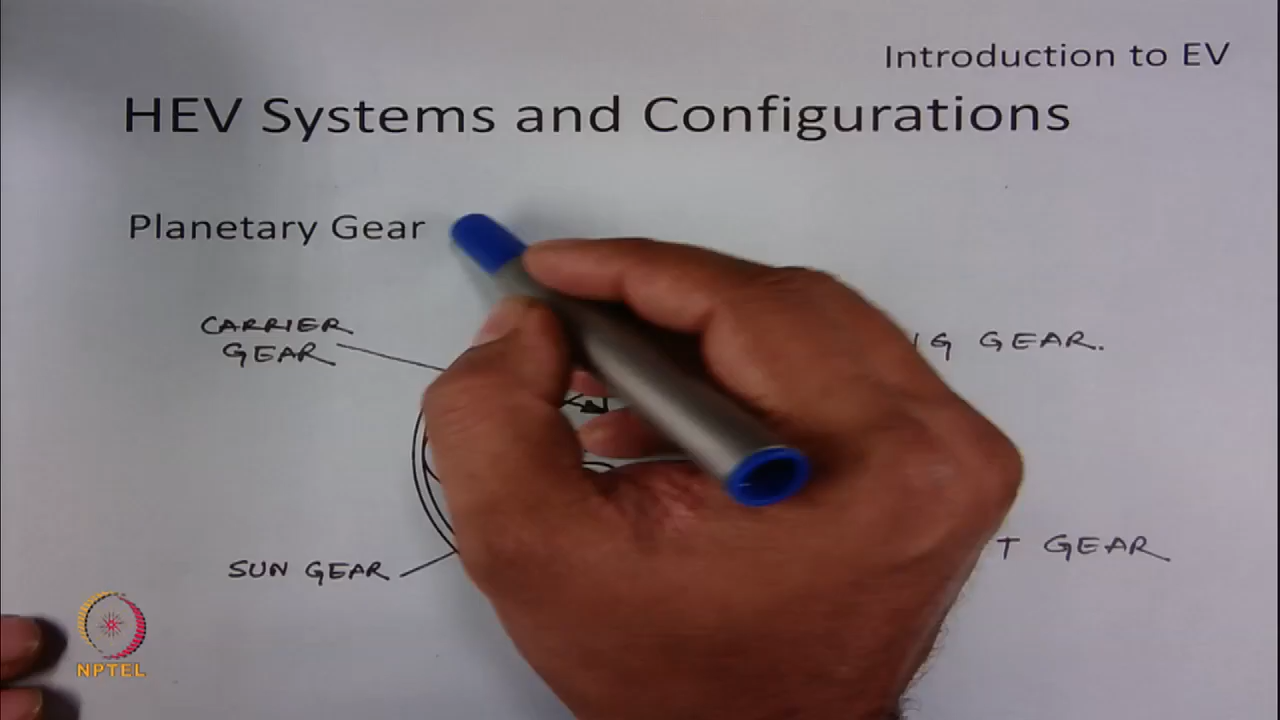 Introduction to EV
HEV Systems and Configurations
Planetary Gear
CARRIER
GEAR
GEAR.
SUN GEAR
GEAR
NPTEL